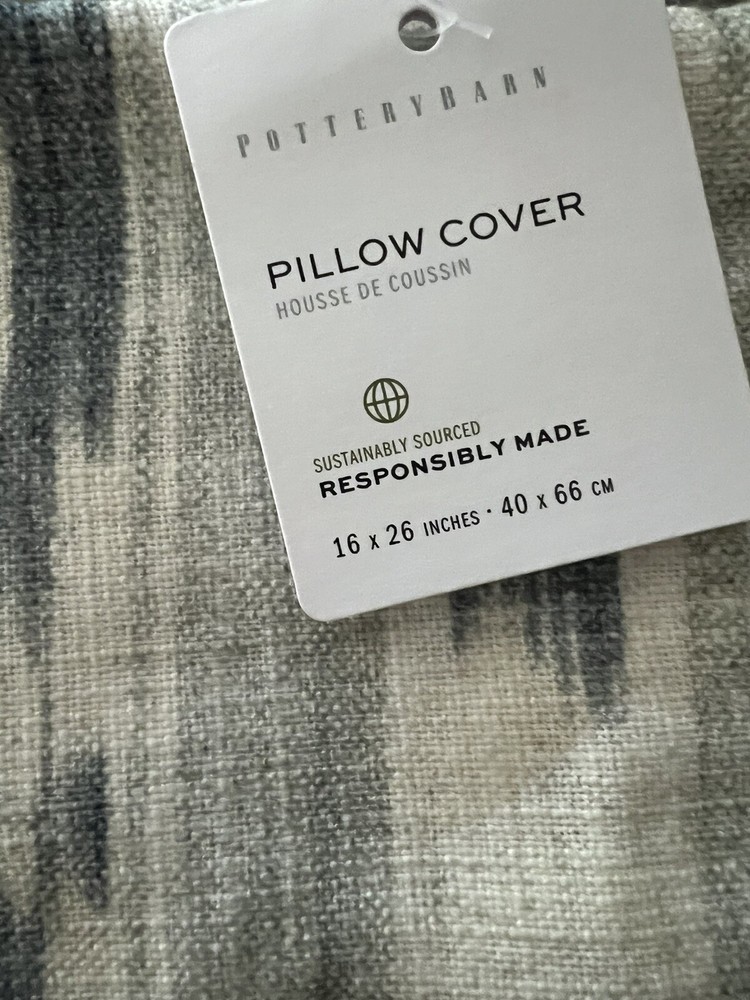 POTTERYBARN
PILLOW COVER
HOUSSE DE COUSSIN
SUSTAINABLY SOURCED
RESPONSIBLY MADE
16 x 26 INCHES · 40 x 66 CM